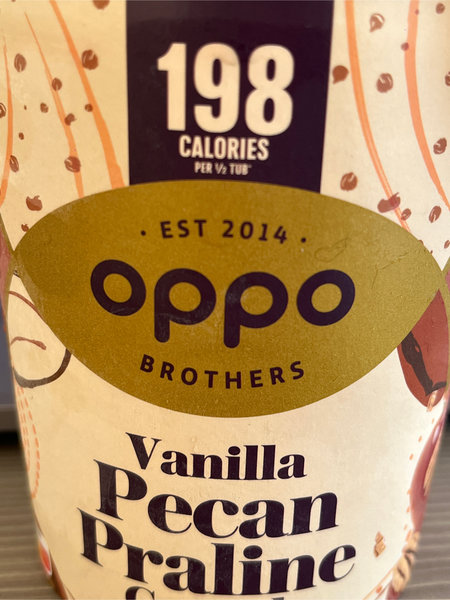 198
CALORIES
PER ½ TUB*
· EST 2014 ·
oppo
BROTHERS
Vanilla
Pecan
Praline